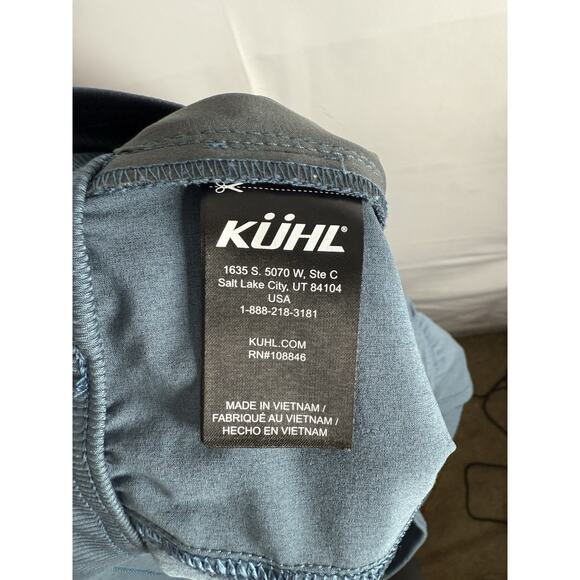 KÜHL®
1635 S. 5070 W, Ste C
Salt Lake City, UT 84104
USA
1-888-218-3181
KUHL.COM
RN#108846
MADE IN VIETNAM /
FABRIQUÉ AU VIETNAM /
HECHO EN VIETNAM